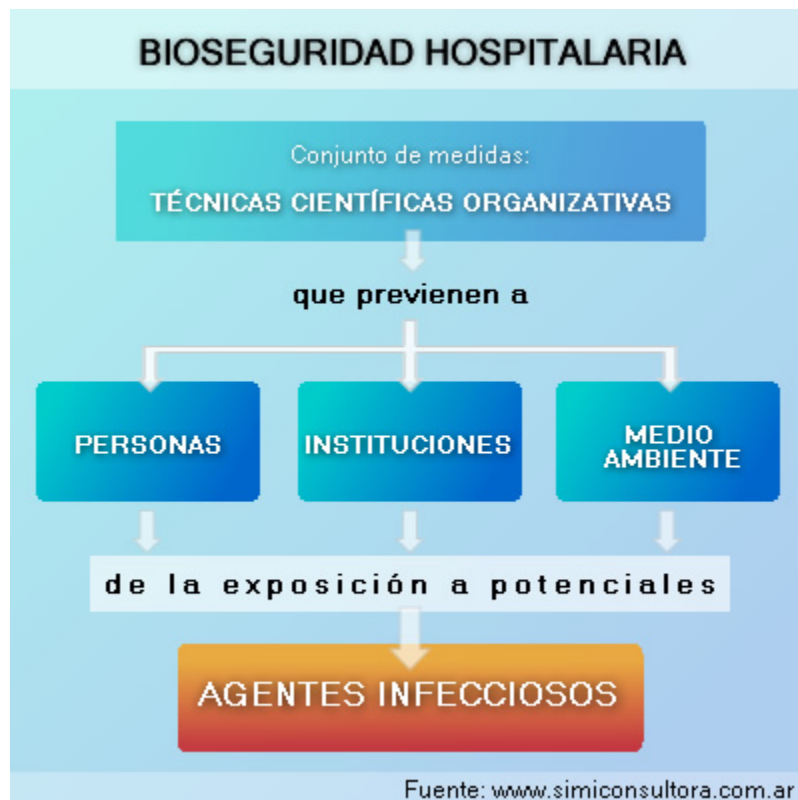 BIOSEGURIDAD HOSPITALARIA
Conjunto de medidas:
TÉCNICAS CIENTÍFICAS ORGANIZATIVAS
que previenen a
PERSONAS
INSTITUCIONES
MEDIO
AMBIENTE
de la exposición a potenciales
AGENTES INFECCIOSOS
Fuente: www.simiconsultora.com.ar